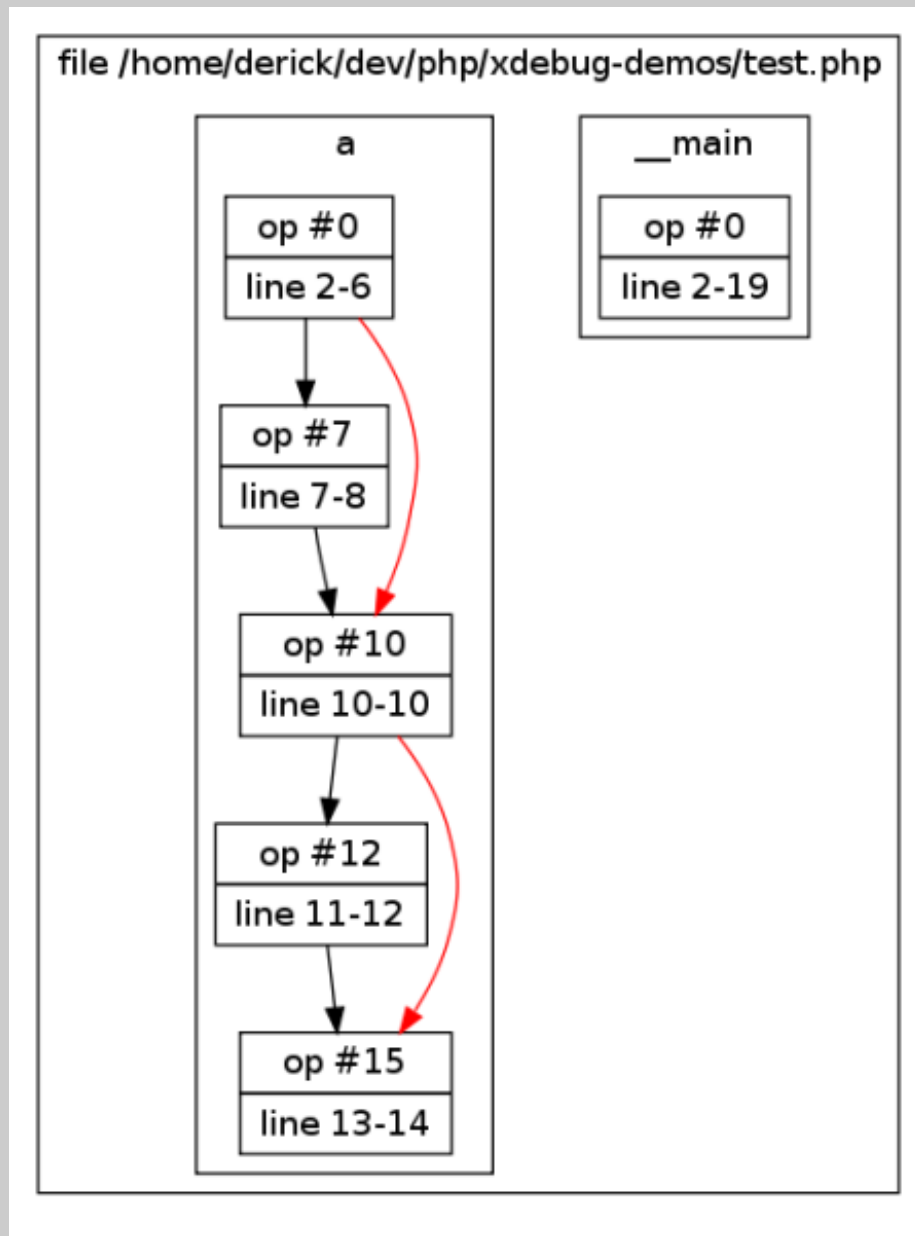 file /home/derick/dev/php/xdebug-demos/test.php
a
op #0
line 2-6
op #7
line 7-8
op #10
line 10-10
op #12
line 11-12
op #15
line 13-14
__main
op #0
line 2-19